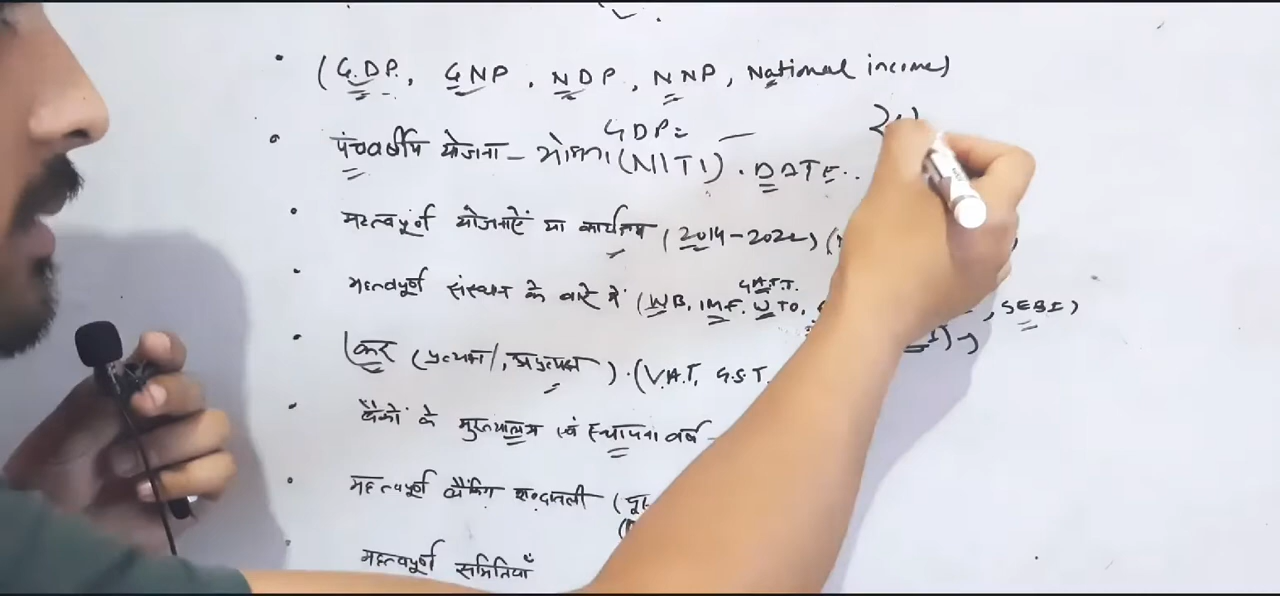 (G.DP., GNP, NDP, NNP, National income)
GDP=
पंचवर्षीय योजना - (NITI). DATE..
महत्वपूर्ण योजनाऐं या कार्यक्रम (2014-2022) (
G.A.T.T.
महत्वपूर्ण संस्थान के बारे में (WB, IMF, WTO, , SEBI)
कर (प्रत्यक्ष/, अप्रत्यक्ष). (V.A.T, G.S.T.
बैंकों के मुख्यालय एवं स्थापना वर्ष -
महत्वपूर्ण बैंकिंग शब्दावली (
महत्वपूर्ण समितियाँ